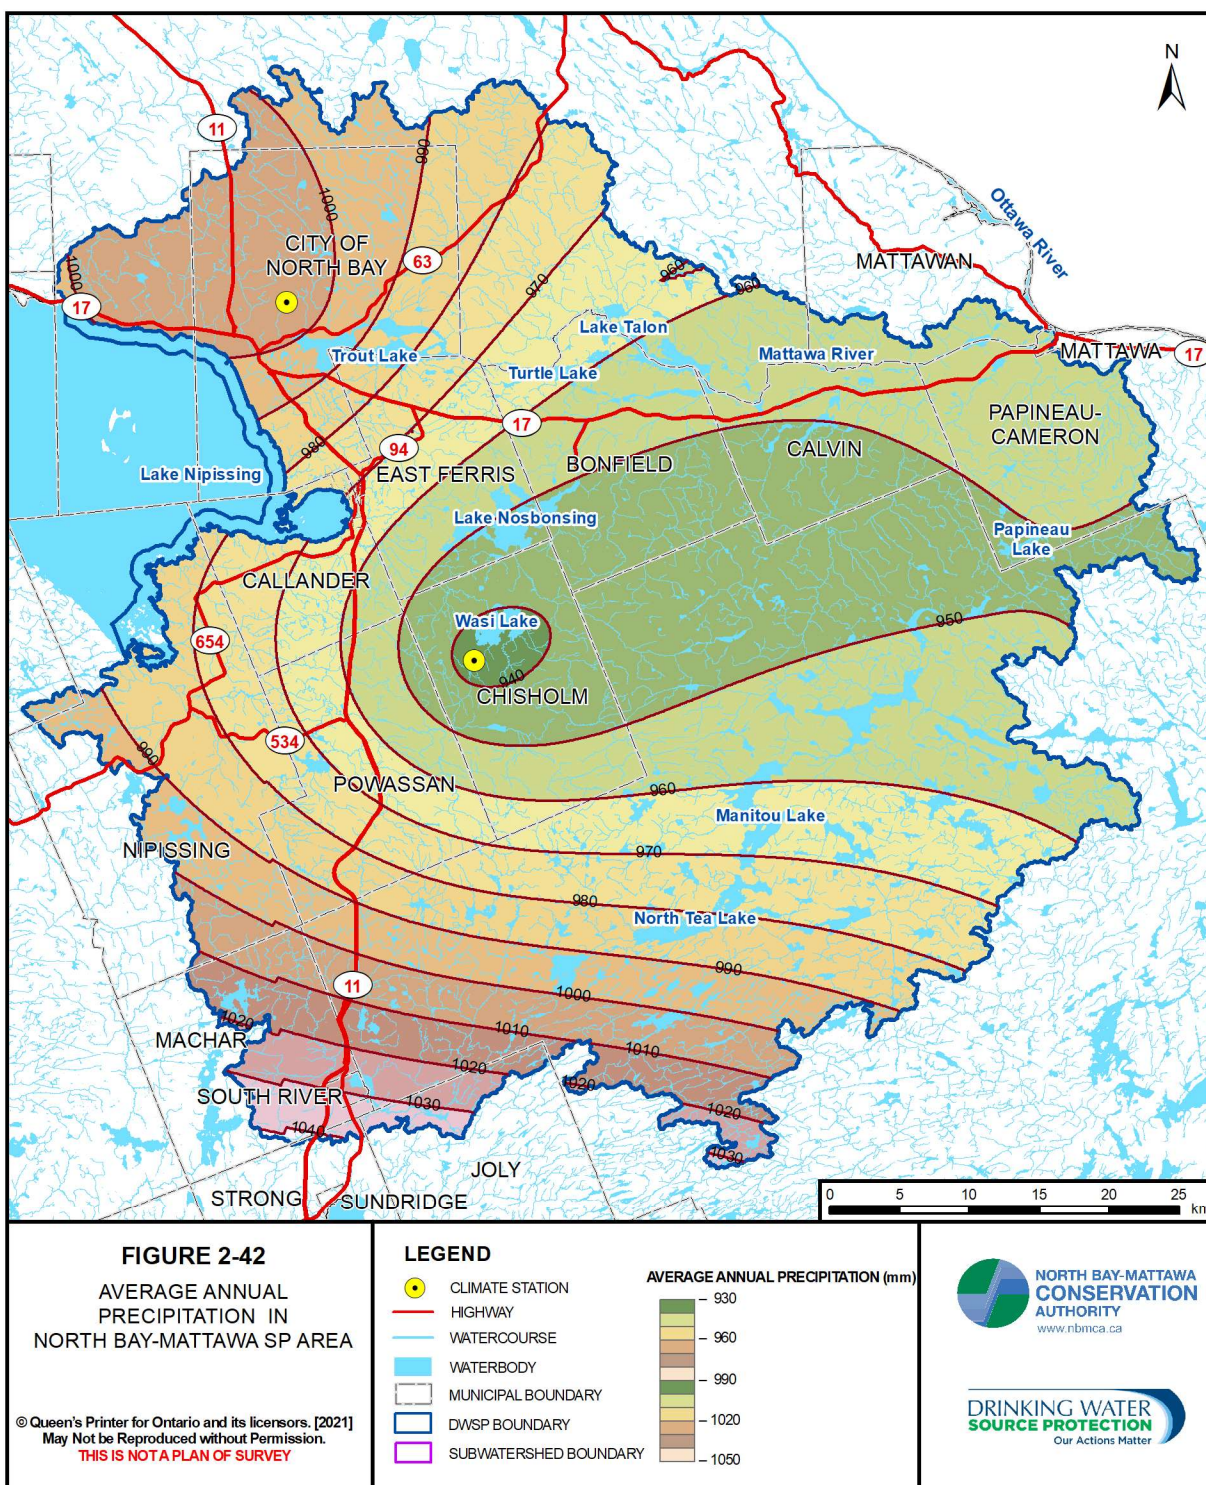 N
11
990
1000
CITY OF
NORTH BAY
63
1000
17
970
960
960
Ottawa River
MATTAWAN
Lake Talon
Trout Lake
Turtle Lake
Mattawa River
MATTAWA
17
PAPINEAU-
CAMERON
17
980
94
EAST FERRIS
BONFIELD
CALVIN
Lake Nipissing
Lake Nosbonsing
Papineau
Lake
CALLANDER
Wasi Lake
950
654
940
CHISHOLM
534
990
POWASSAN
960
Manitou Lake
NIPISSING
970
980
North Tea Lake
990
11
1000
1020
1010
1010
MACHAR
1020
1020
SOUTH RIVER
1030
1020
1040
1030
JOLY
STRONG
SUNDRIDGE
0 5 10 15 20 25
km
FIGURE 2-42
AVERAGE ANNUAL
PRECIPITATION IN
NORTH BAY-MATTAWA SP AREA
© Queen's Printer for Ontario and its licensors. [2021]
May Not be Reproduced without Permission.
THIS IS NOT A PLAN OF SURVEY
LEGEND
CLIMATE STATION
HIGHWAY
WATERCOURSE
WATERBODY
MUNICIPAL BOUNDARY
DWSP BOUNDARY
SUBWATERSHED BOUNDARY
AVERAGE ANNUAL PRECIPITATION (mm)
930
960
990
1020
1050
NORTH BAY-MATTAWA
CONSERVATION
AUTHORITY
www.nbmca.ca
DRINKING WATER
SOURCE PROTECTION
Our Actions Matter